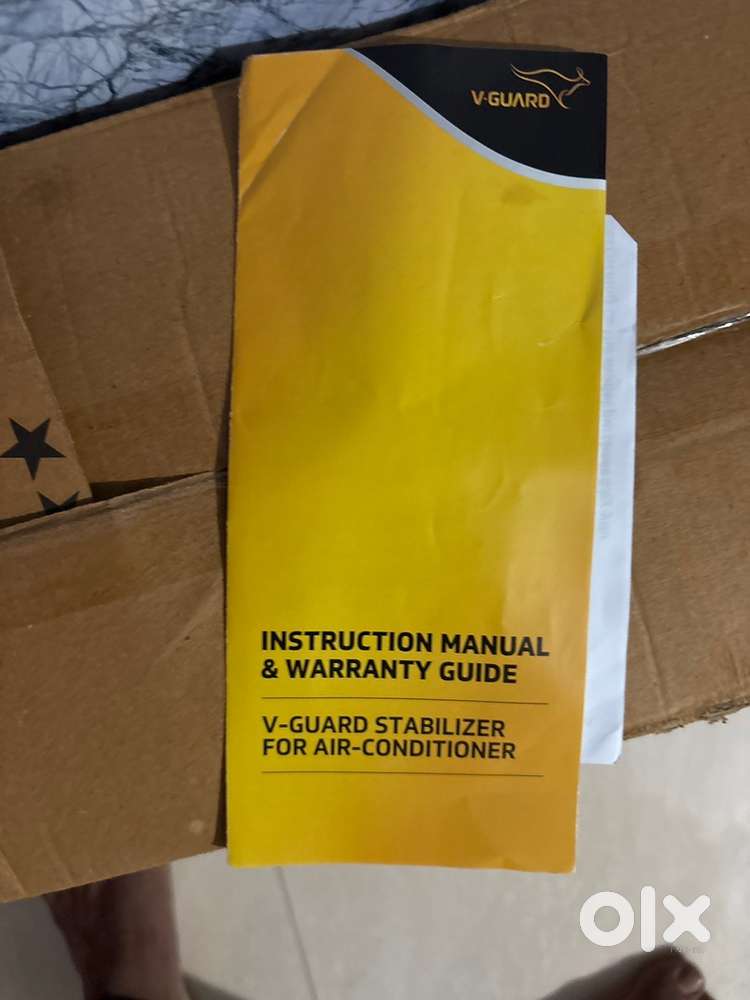 V-GUARD
INSTRUCTION MANUAL
& WARRANTY GUIDE
V-GUARD STABILIZER
FOR AIR-CONDITIONER
olx